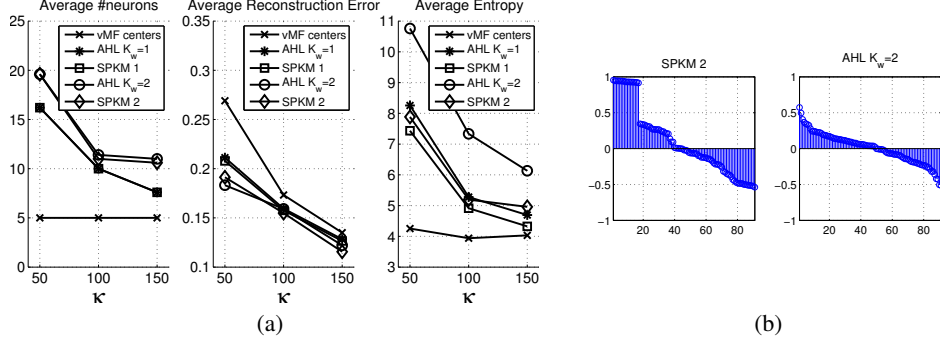 Average #neurons
25
20
15
10
5
0
50 100 150
κ
vMF centers
AHL K_w=1
SPKM 1
AHL K_w=2
SPKM 2
Average Reconstruction Error
0.35
0.3
0.25
0.2
0.15
0.1
50 100 150
κ
vMF centers
AHL K_w=1
SPKM 1
AHL K_w=2
SPKM 2
Average Entropy
11
10
9
8
7
6
5
4
3
50 100 150
κ
vMF centers
AHL K_w=1
SPKM 1
AHL K_w=2
SPKM 2
(a)
SPKM 2
1
0.5
0
−0.5
−1
20 40 60 80
AHL K_w=2
1
0.5
0
−0.5
−1
20 40 60 80
(b)